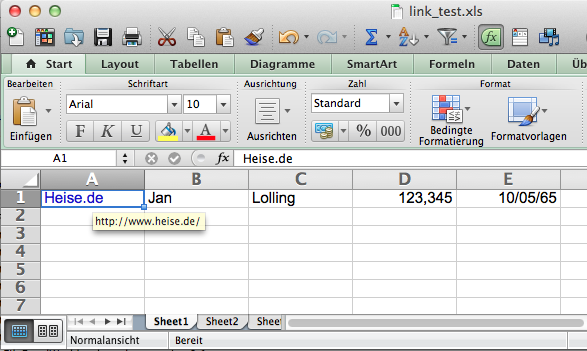 link_test.xls
fx
Start Layout Tabellen Diagramme SmartArt Formeln Daten
Bearbeiten Schriftart Ausrichtung Zahl Format
Arial 10 Standard
Einfügen F K U A Ausrichten % 000 Bedingte Formatierung Formatvorlagen
A1 fx Heise.de
A B C D E
1 Heise.de Jan Lolling 123,345 10/05/65
http://www.heise.de/
2
3
4
5
6
7
Sheet1 Sheet2
Normalansicht Bereit